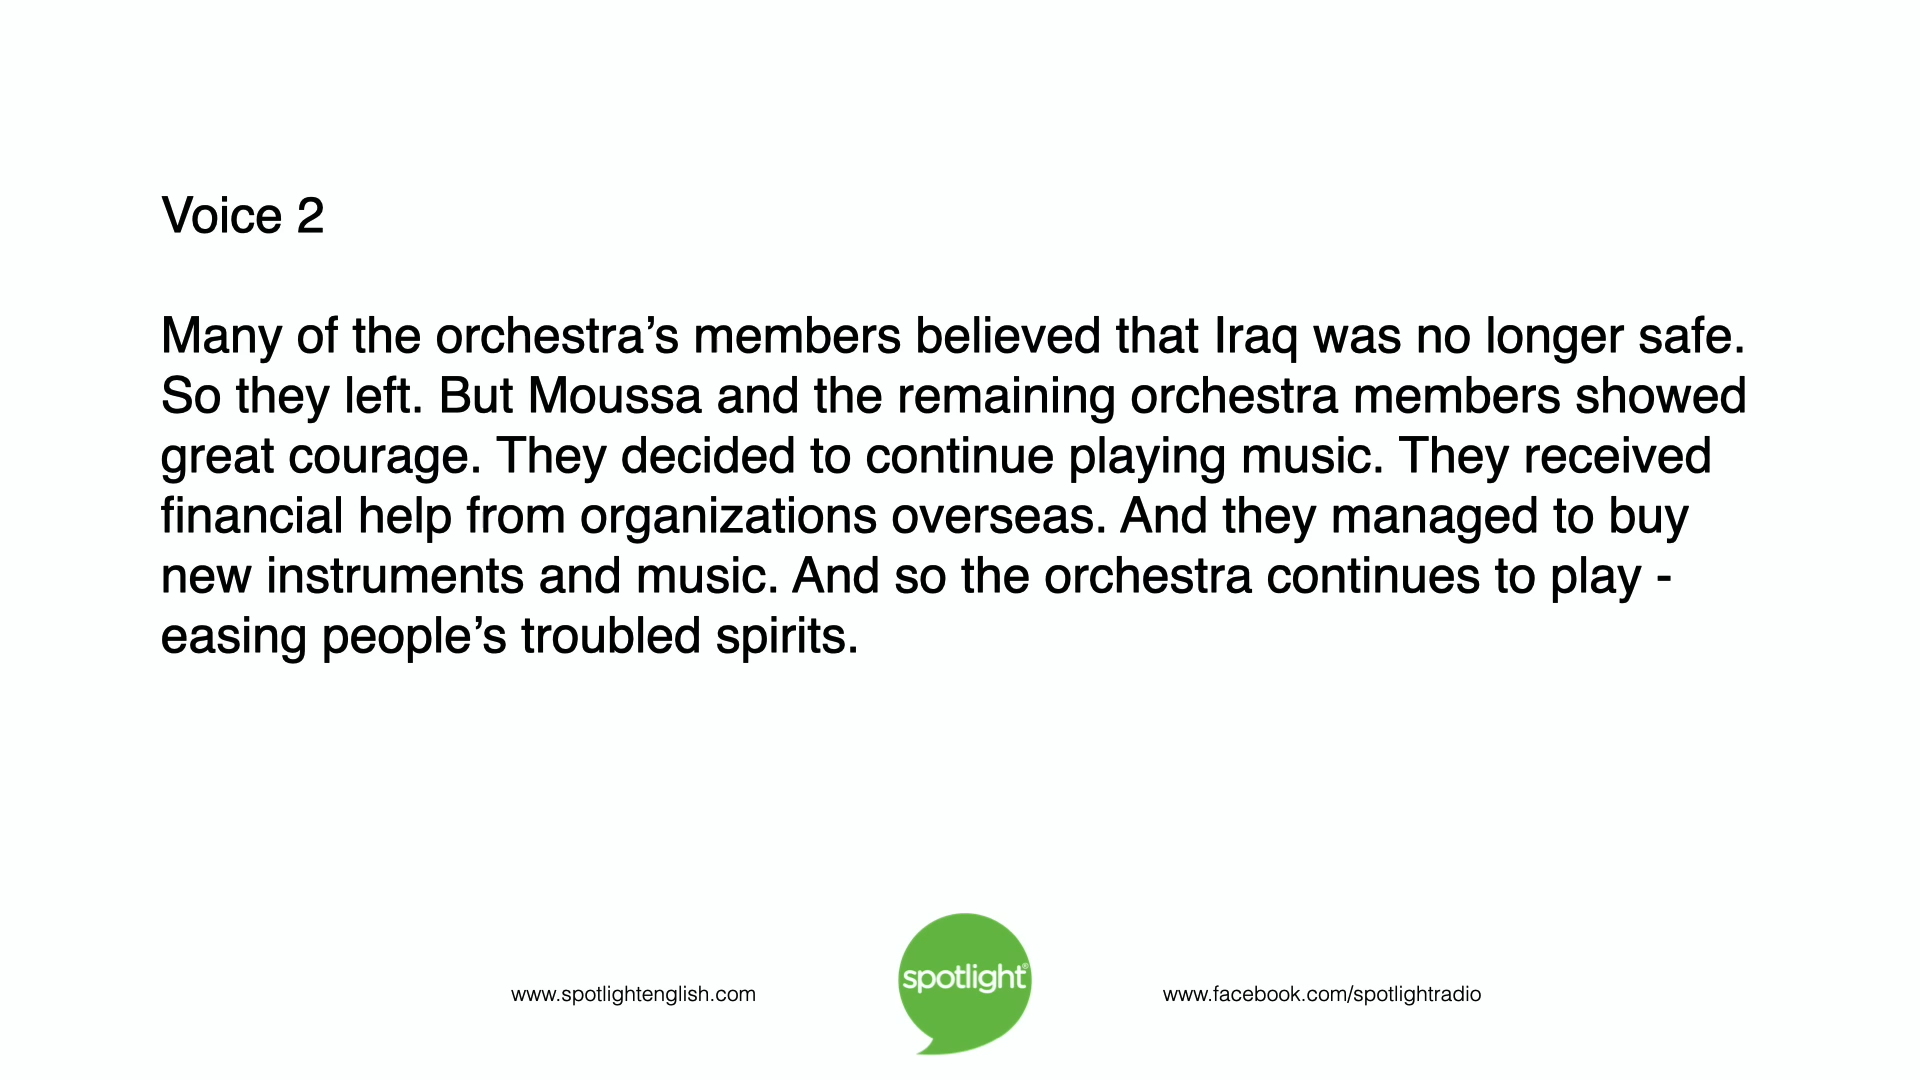 Voice 2
Many of the orchestra’s members believed that Iraq was no longer safe.
So they left. But Moussa and the remaining orchestra members showed
great courage. They decided to continue playing music. They received
financial help from organizations overseas. And they managed to buy
new instruments and music. And so the orchestra continues to play -
easing people’s troubled spirits.
www.spotlightenglish.com
spotlight®
www.facebook.com/spotlightradio